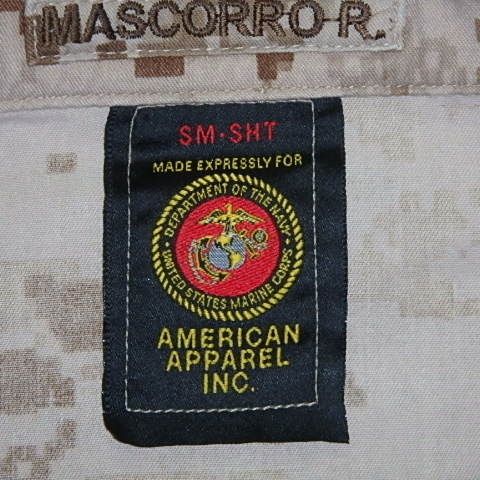 MASCORRO R.
SM-SHT
MADE EXPRESSLY FOR
DEPARTMENT OF THE NAVY
UNITED STATES MARINE CORPS
AMERICAN
APPAREL
INC.